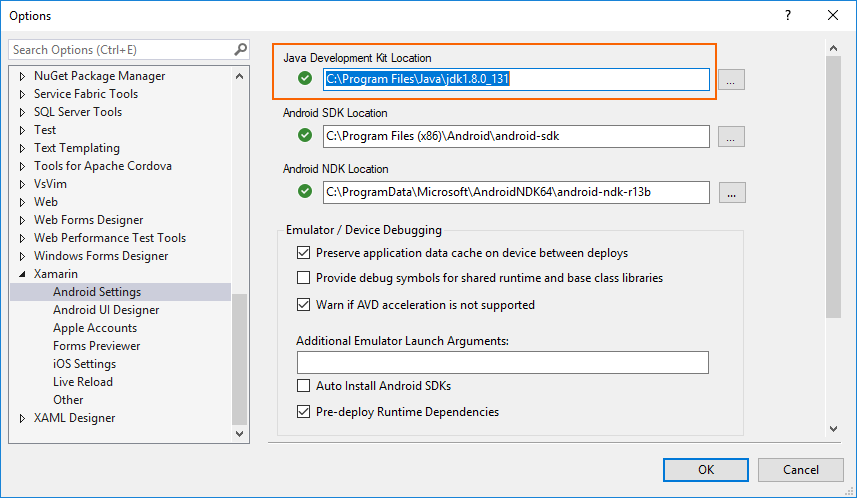 Options
?
Search Options (Ctrl+E)
NuGet Package Manager
Service Fabric Tools
SQL Server Tools
Test
Text Templating
Tools for Apache Cordova
VsVim
Web
Web Forms Designer
Web Performance Test Tools
Windows Forms Designer
Xamarin
Android Settings
Android UI Designer
Apple Accounts
Forms Previewer
iOS Settings
Live Reload
Other
XAML Designer
Java Development Kit Location
C:\Program Files\Java\jdk1.8.0_131
...
Android SDK Location
C:\Program Files (x86)\Android\android-sdk
...
Android NDK Location
C:\ProgramData\Microsoft\AndroidNDK64\android-ndk-r13b
...
Emulator / Device Debugging
Preserve application data cache on device between deploys
Provide debug symbols for shared runtime and base class libraries
Warn if AVD acceleration is not supported
Additional Emulator Launch Arguments:
Auto Install Android SDKs
Pre-deploy Runtime Dependencies
OK
Cancel